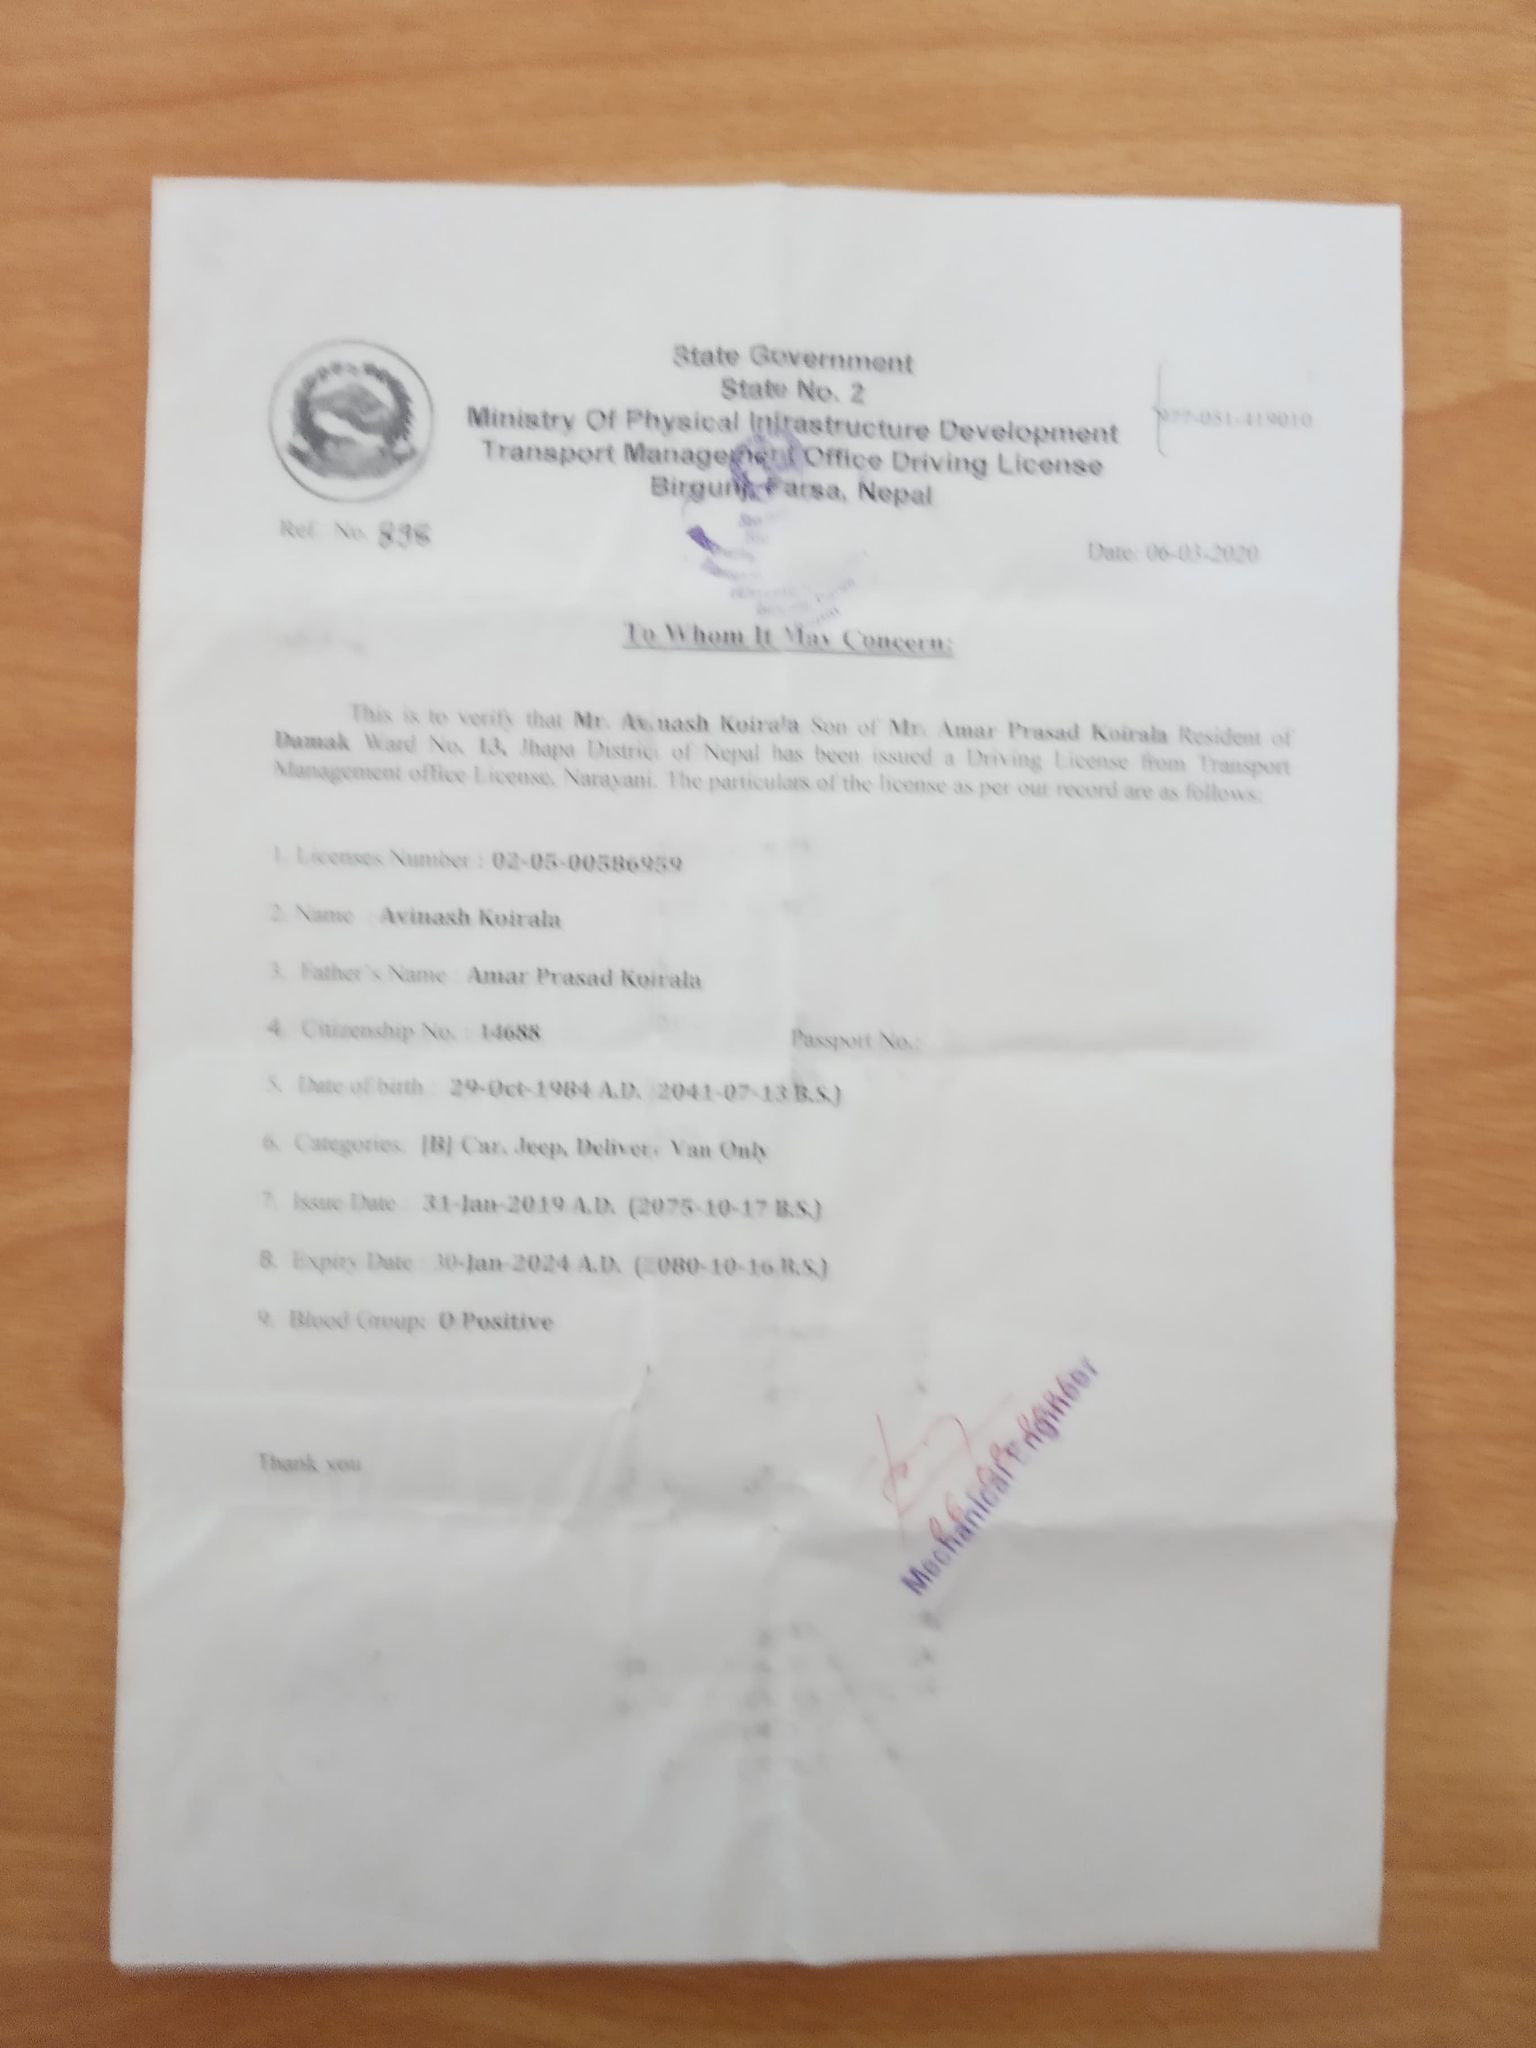 State Government
State No. 2
Ministry Of Physical Infrastructure Development
Transport Management Office Driving License
Birgunj, Parsa, Nepal
977-051-419010
Ref. No. 898
Date: 06-03-2020
To Whom It May Concern:
This is to verify that Mr. Avinash Koirala Son of Mr. Amar Prasad Koirala Resident of
Damak Ward No. 13, Jhapa District of Nepal has been issued a Driving License from Transport
Management office License, Narayani. The particulars of the license as per our record are as follows:
1. Licenses Number : 02-05-00586959
2. Name : Avinash Koirala
3. Father's Name : Amar Prasad Koirala
4. Citizenship No. : 14688 Passport No.:
5. Date of birth : 29-Oct-1984 A.D. (2041-07-13 B.S.)
6. Categories: [B] Car, Jeep, Delivery Van Only
7. Issue Date : 31-Jan-2019 A.D. (2075-10-17 B.S.)
8. Expiry Date : 30-Jan-2024 A.D. (2080-10-16 B.S.)
9. Blood Group: O Positive
Thank you
Mechanical Engineer